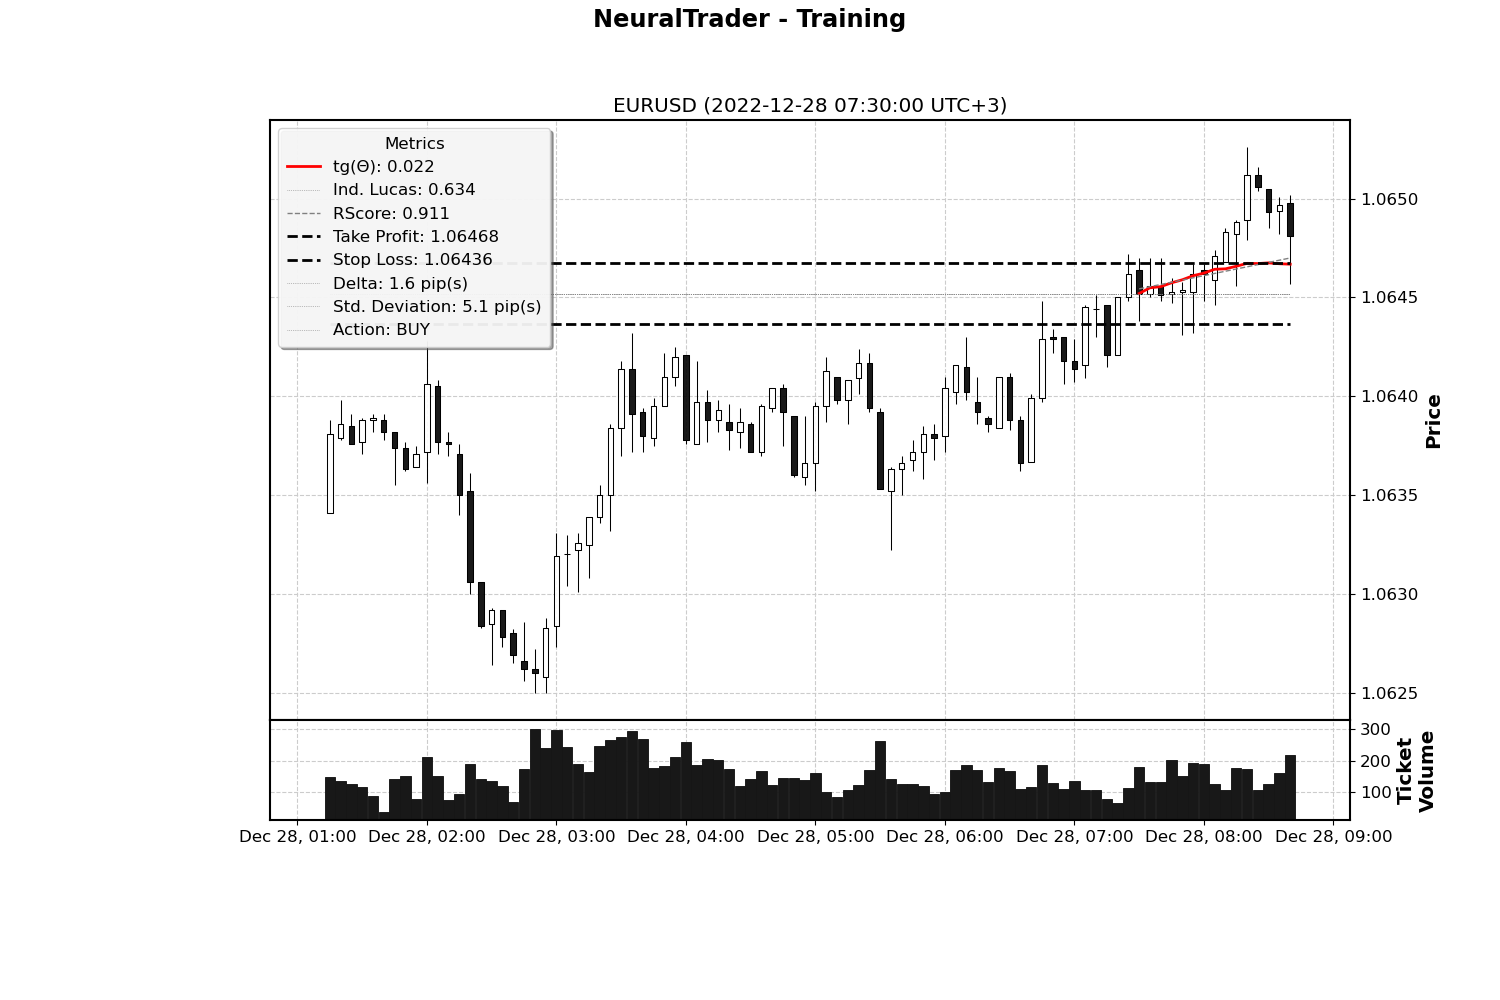 NeuralTrader - Training
EURUSD (2022-12-28 07:30:00 UTC+3)
Metrics
tg(Θ): 0.022
Ind. Lucas: 0.634
RScore: 0.911
Take Profit: 1.06468
Stop Loss: 1.06436
Delta: 1.6 pip(s)
Std. Deviation: 5.1 pip(s)
Action: BUY
1.0650
1.0645
1.0640
1.0635
1.0630
1.0625
Price
300
200
100
Ticket
Volume
Dec 28, 01:00 Dec 28, 02:00 Dec 28, 03:00 Dec 28, 04:00 Dec 28, 05:00 Dec 28, 06:00 Dec 28, 07:00 Dec 28, 08:00 Dec 28, 09:00